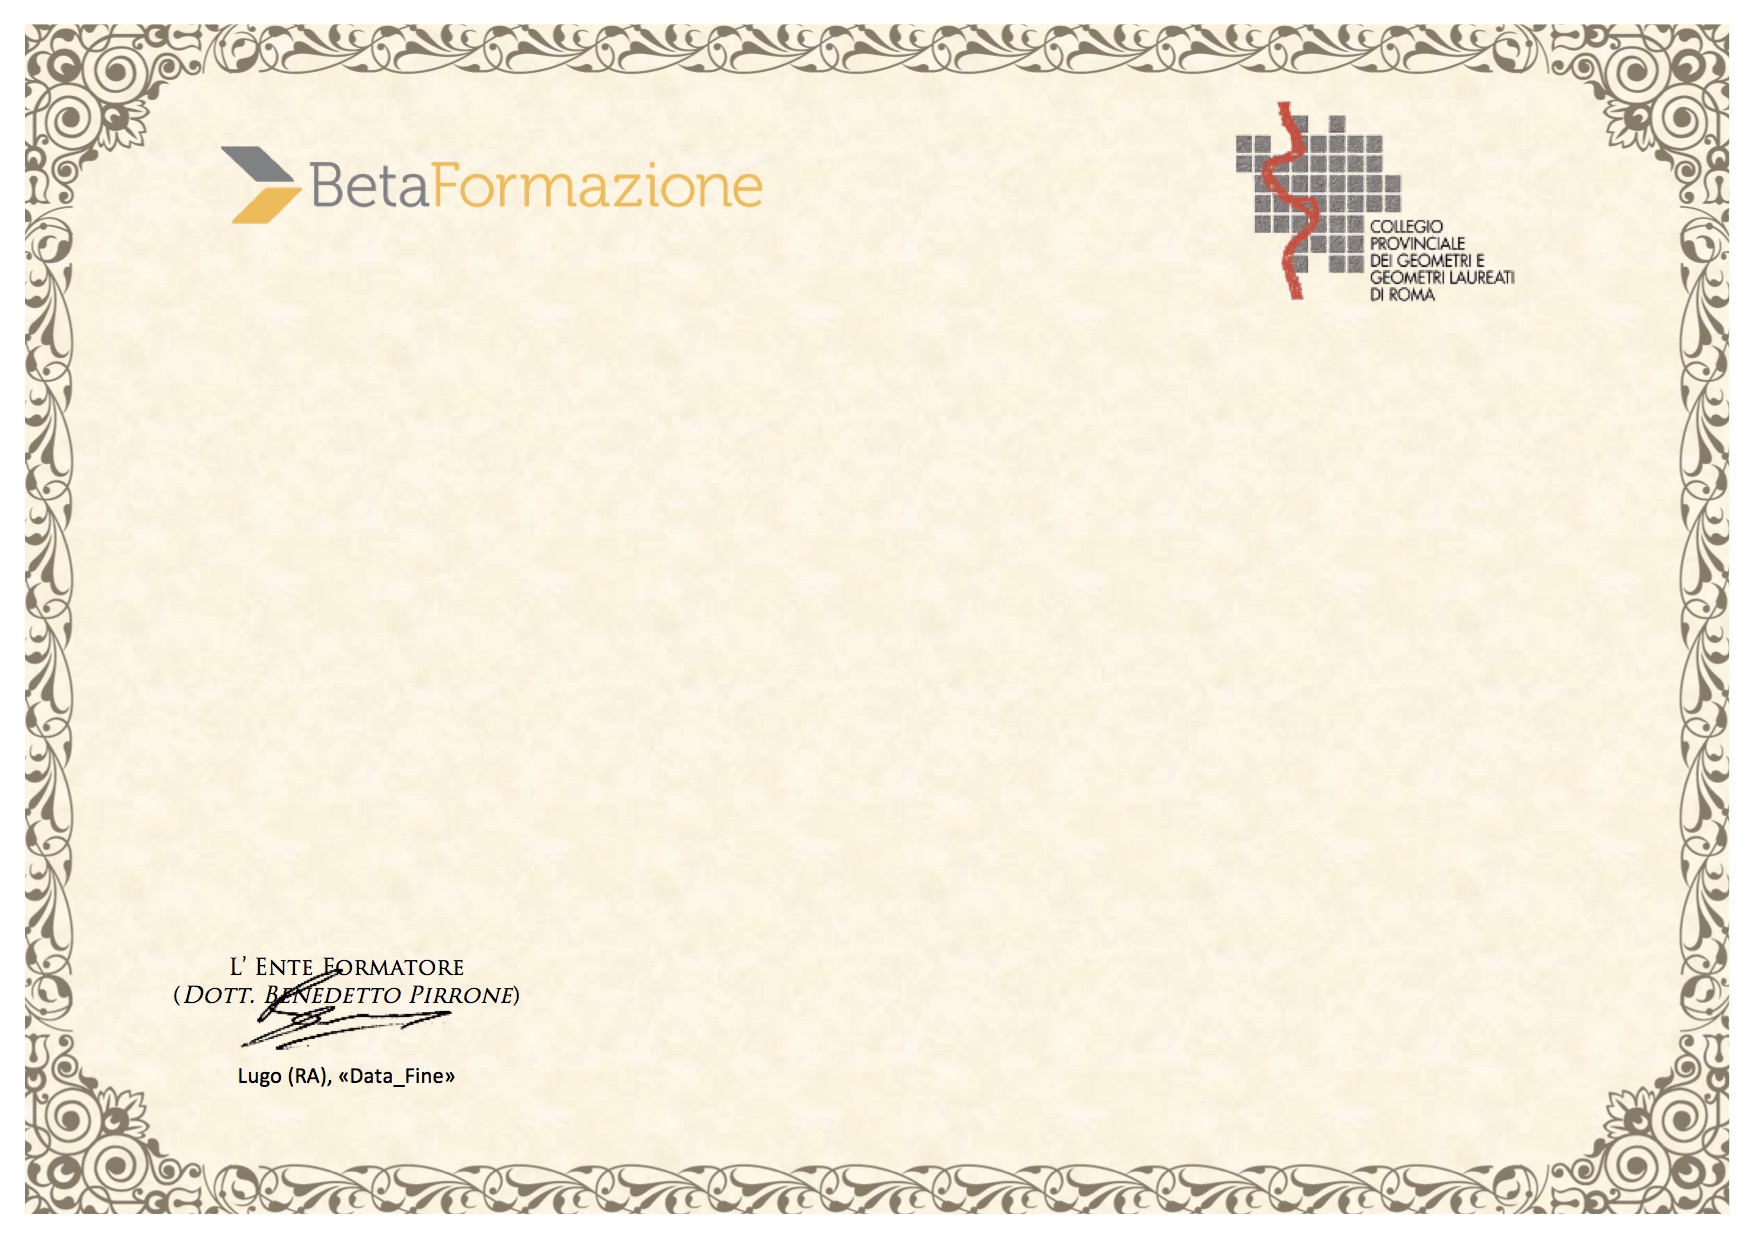 BetaFormazione
COLLEGIO
PROVINCIALE
DEI GEOMETRI E
GEOMETRI LAUREATI
DI ROMA
L’ ENTE FORMATORE
(DOTT. BENEDETTO PIRRONE)
Lugo (RA), «Data_Fine»